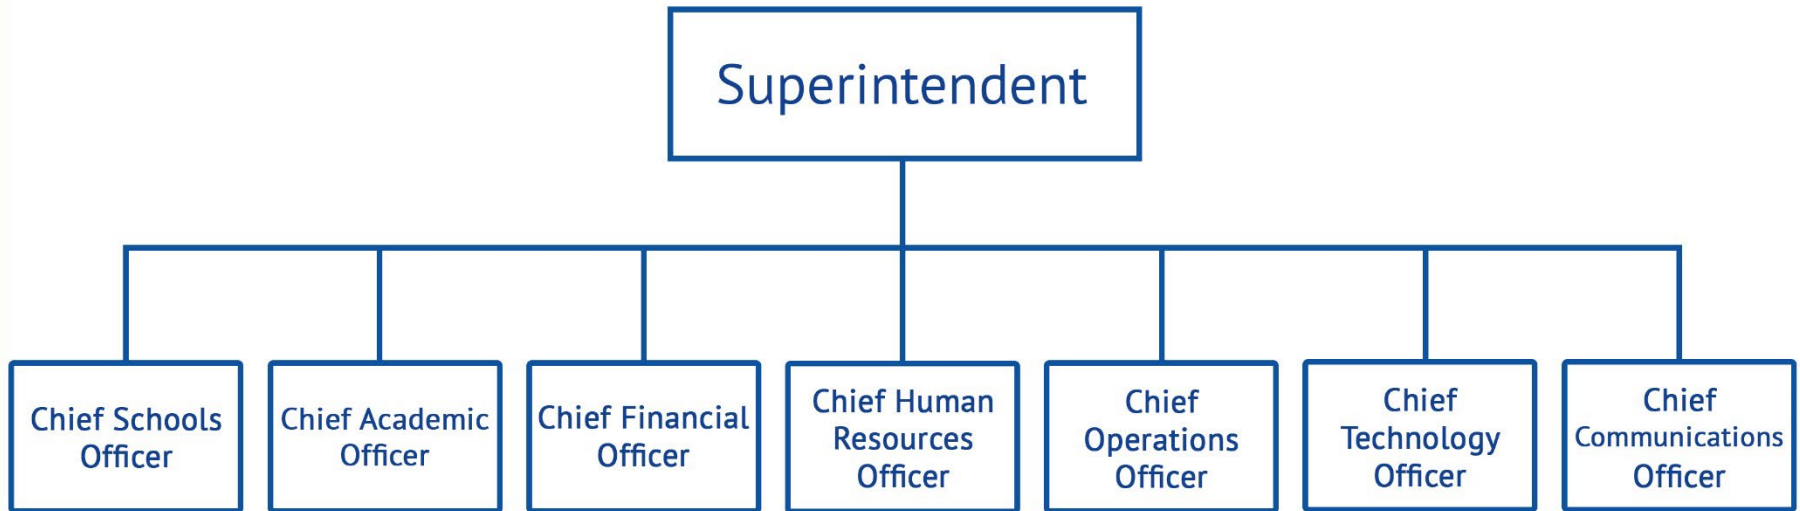 Superintendent
Chief Schools
Officer
Chief Academic
Officer
Chief Financial
Officer
Chief Human
Resources
Officer
Chief
Operations
Officer
Chief
Technology
Officer
Chief
Communications
Officer